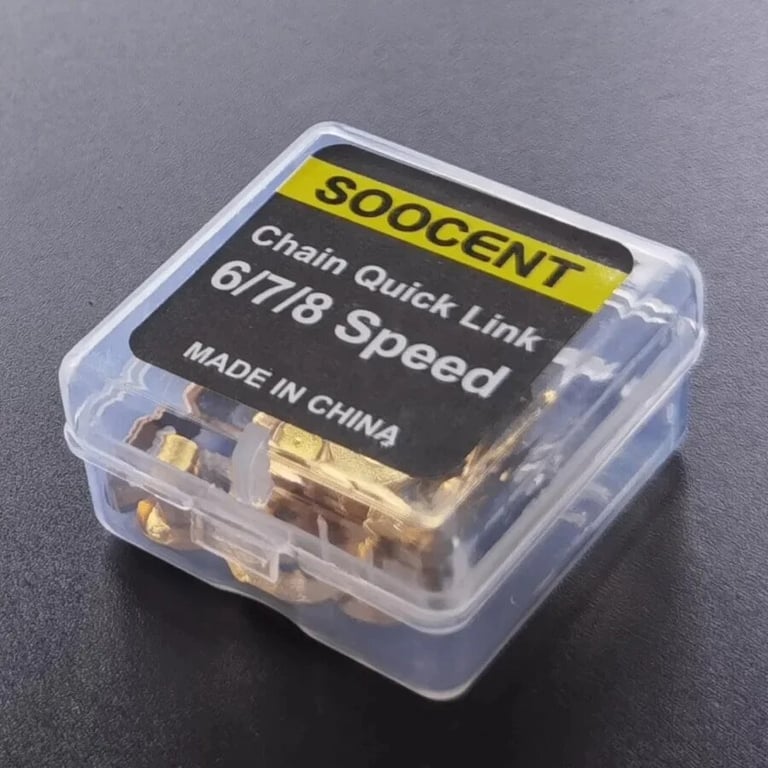 SOOCENT
Chain Quick Link
6/7/8 Speed
MADE IN CHINA